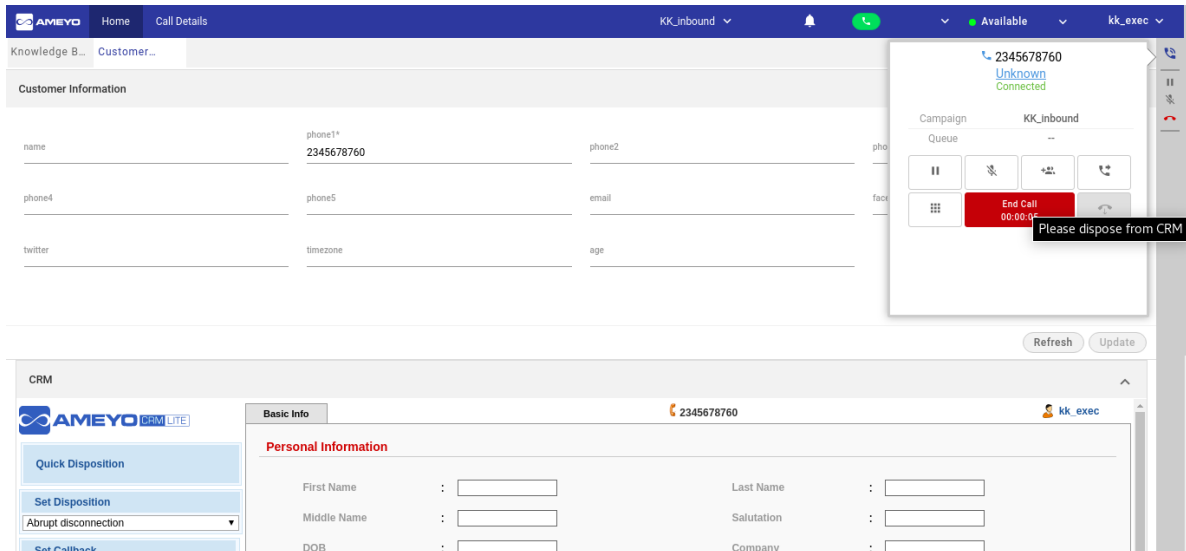 AMEYO Home Call Details KK_inbound Available kk_exec
Knowledge B... Customer...
2345678760
Unknown
Connected
Customer Information
Campaign KK_inbound
Queue --
name phone1* phone2 pho
2345678760
phone4 phone5 email face
End Call
00:00:05
Please dispose from CRM
twitter timezone age
Refresh Update
CRM
AMEYO CRM LITE
Basic Info 2345678760 kk_exec
Personal Information
Quick Disposition
First Name : Last Name :
Set Disposition
Abrupt disconnection
Middle Name : Salutation :
Set Callback
DOB : Company :